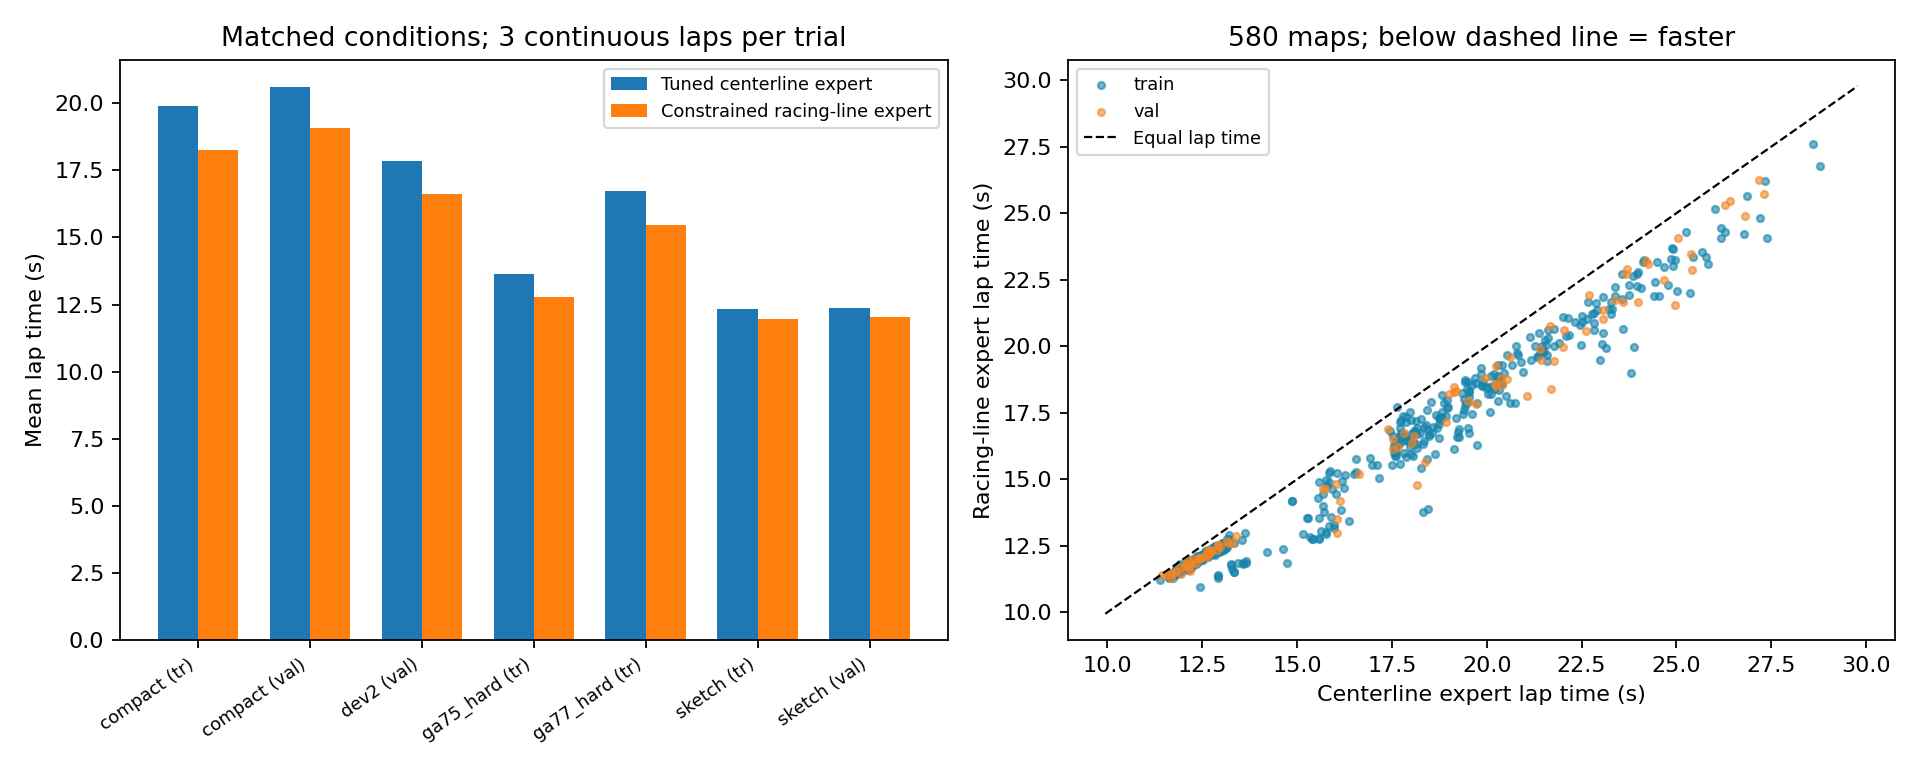 Matched conditions; 3 continuous laps per trial
Tuned centerline expert
Constrained racing-line expert
Mean lap time (s)
20.0
17.5
15.0
12.5
10.0
7.5
5.0
2.5
0.0
compact (tr)
compact (val)
dev2 (val)
ga75_hard (tr)
ga77_hard (tr)
sketch (tr)
sketch (val)
580 maps; below dashed line = faster
train
val
Equal lap time
Racing-line expert lap time (s)
30.0
27.5
25.0
22.5
20.0
17.5
15.0
12.5
10.0
10.0 12.5 15.0 17.5 20.0 22.5 25.0 27.5 30.0
Centerline expert lap time (s)